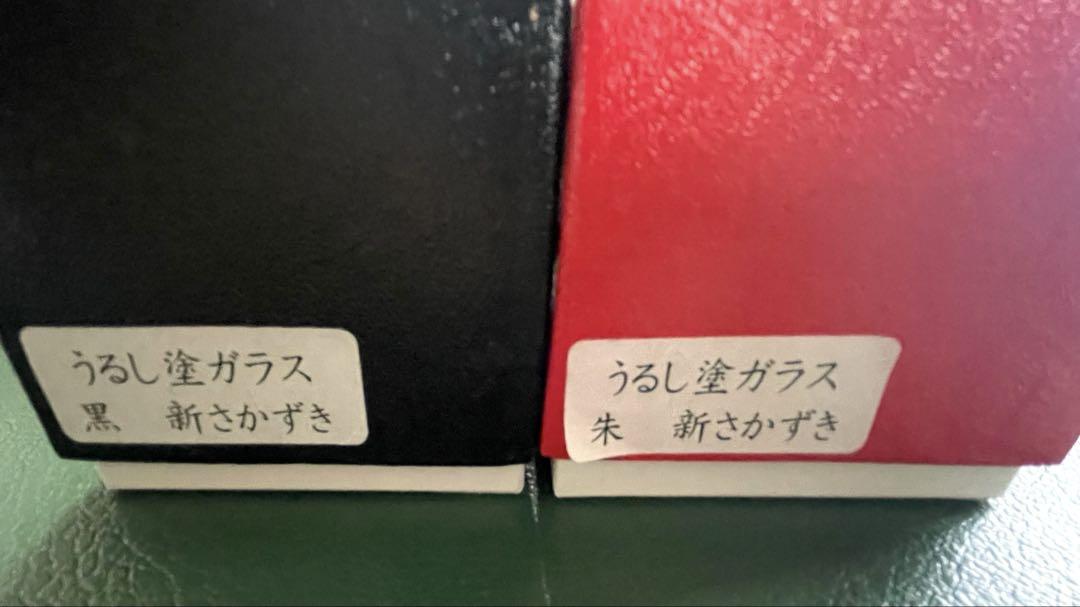 うるし塗ガラス
黒　新さかずき
うるし塗ガラス
朱　新さかずき